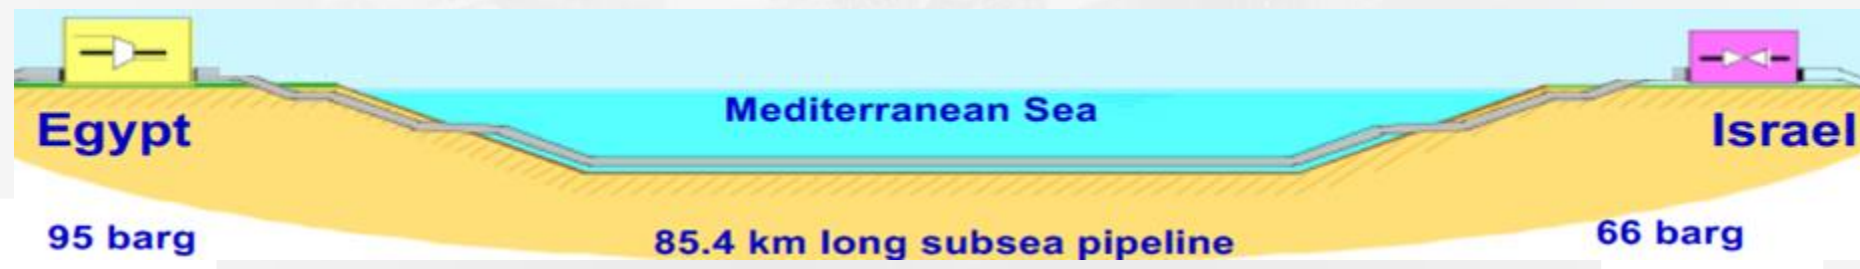 Mediterranean Sea
Egypt
Israel
95 barg
85.4 km long subsea pipeline
66 barg